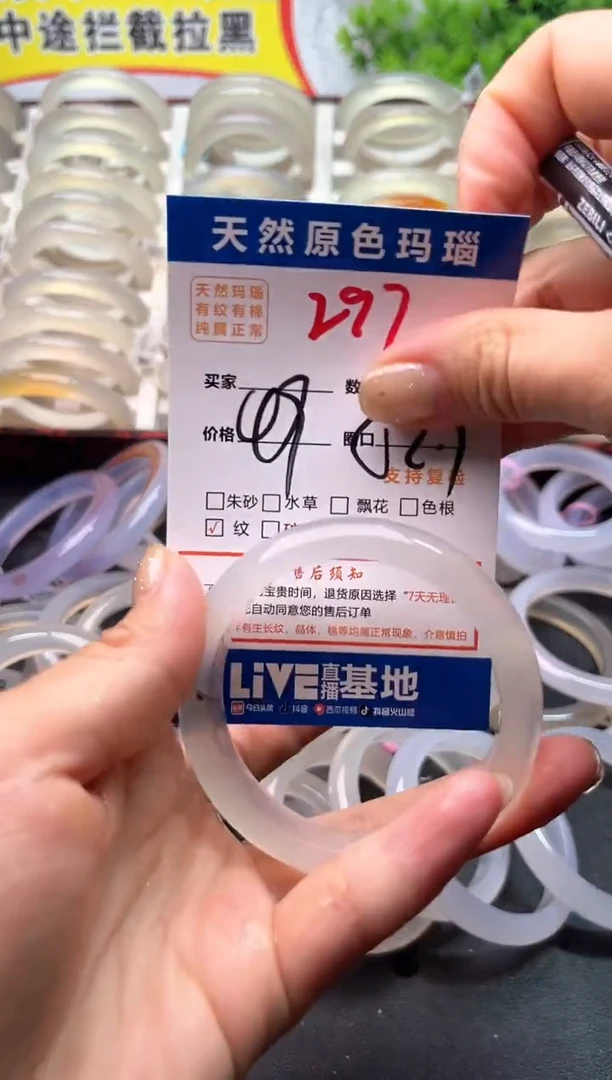 中途拦截拉黑
天然原色玛瑙
天然玛瑙
有纹有棉
纯属正常
297
买家 数
价格 圈口
支持复检
朱砂 水草 飘花 色根
纹
售后须知
宝贵时间，退货原因选择 "7天无理
自动同意您的售后订单
有生长纹、晶体、棉等均属正常现象，介意慎拍
LiVE直播基地
今日头条 抖音 西瓜视频 抖音火山版